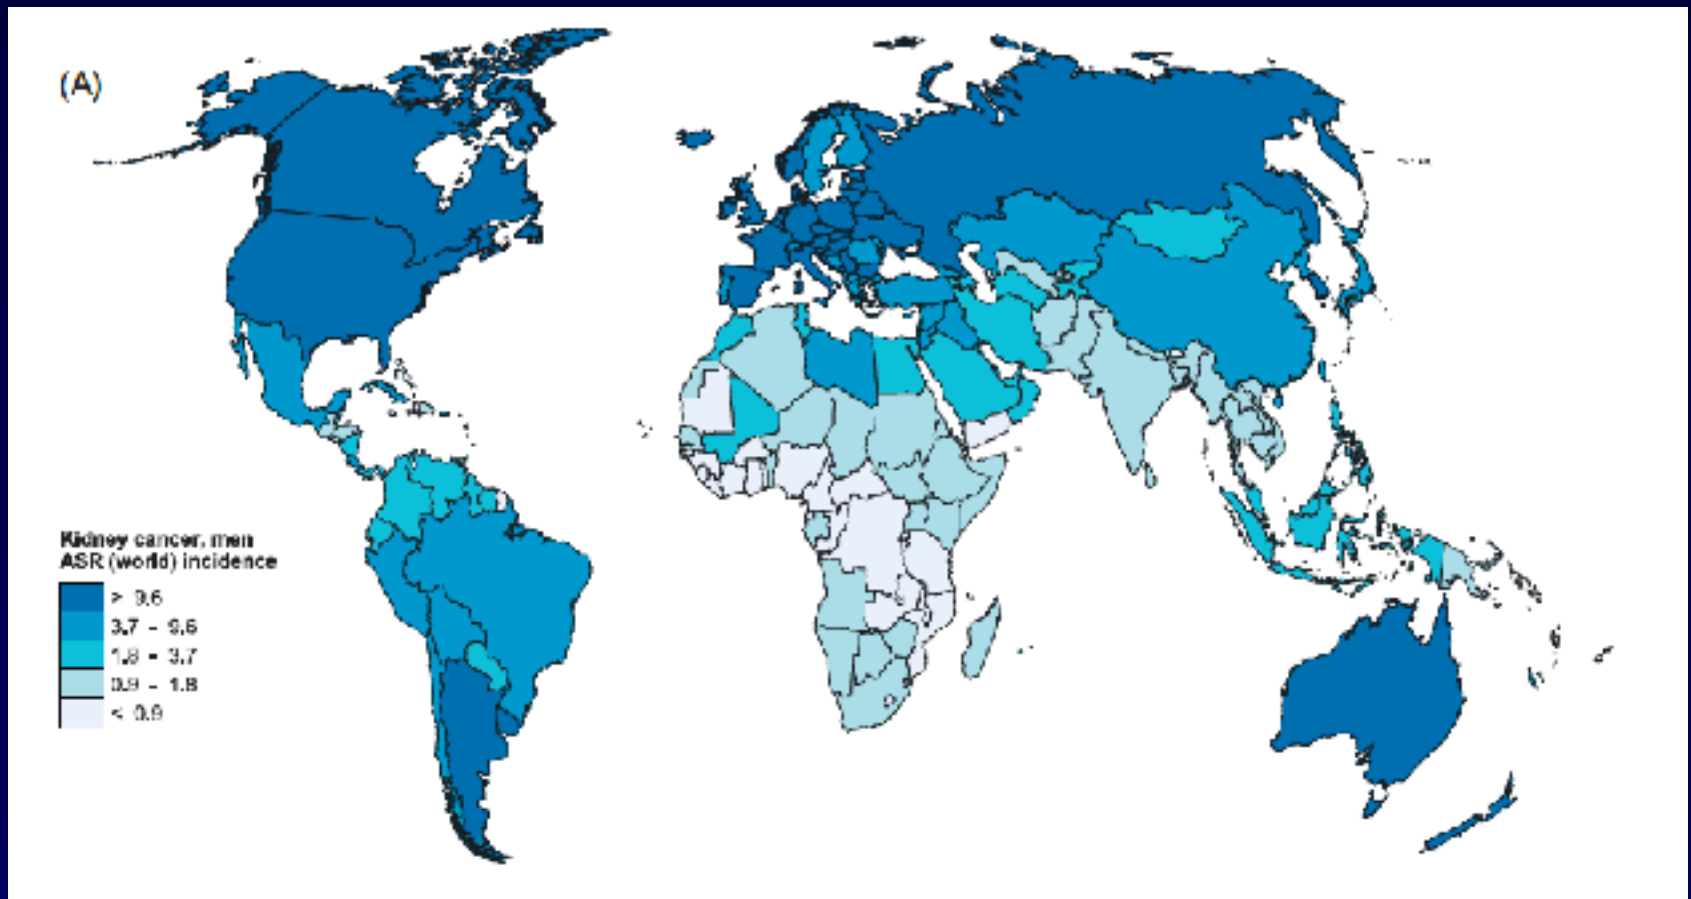 (A)
Kidney cancer, men
ASR (world) incidence
≥ 9.6
3.7 - 9.6
1.8 - 3.7
0.9 - 1.8
< 0.9